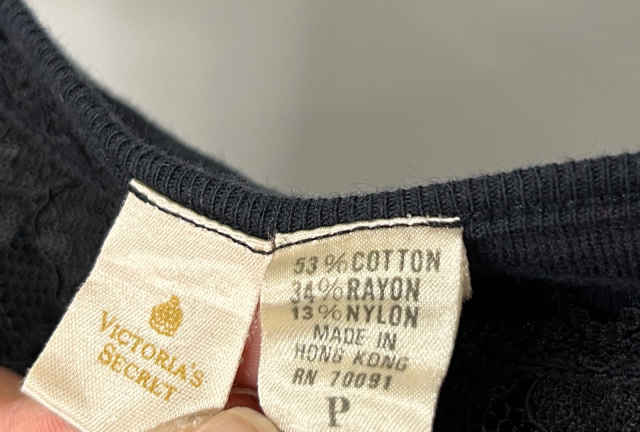 VICTORIA'S
SECRET
53% COTTON
34% RAYON
13% NYLON
MADE IN
HONG KONG
RN 70091
P